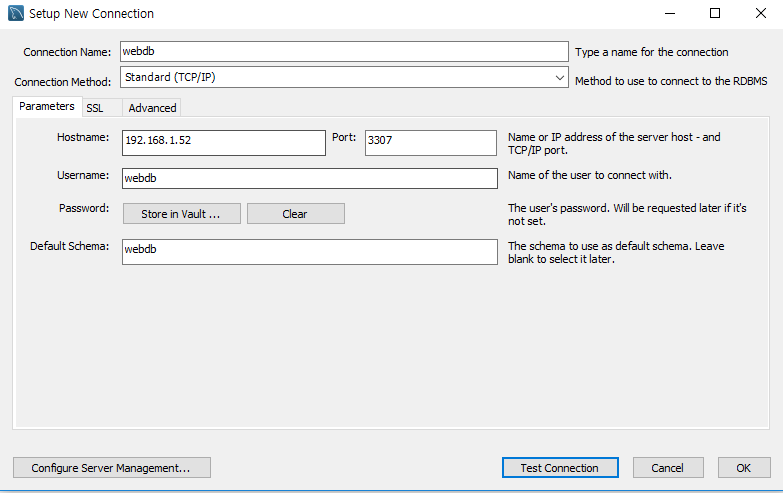 Setup New Connection
Connection Name: webdb Type a name for the connection
Connection Method: Standard (TCP/IP) Method to use to connect to the RDBMS
Parameters SSL Advanced
Hostname: 192.168.1.52 Port: 3307 Name or IP address of the server host - and
TCP/IP port.
Username: webdb Name of the user to connect with.
Password: Store in Vault ... Clear The user's password. Will be requested later if it's
not set.
Default Schema: webdb The schema to use as default schema. Leave
blank to select it later.
Configure Server Management... Test Connection Cancel OK